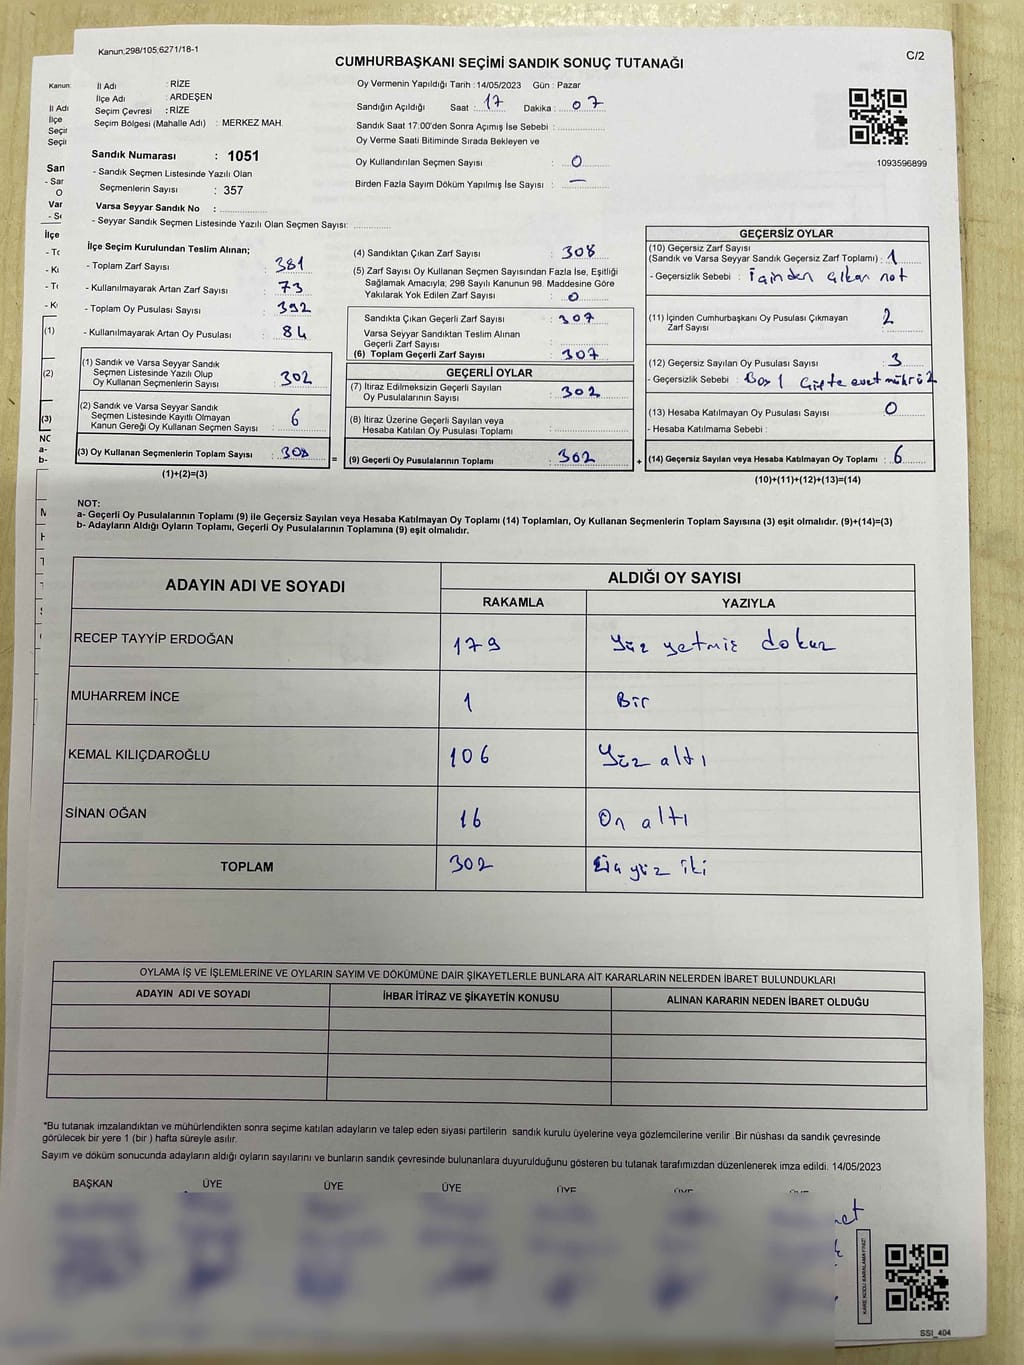 Kanun;298/105;6271/18-1
C/2
CUMHURBAŞKANI SEÇİMİ SANDIK SONUÇ TUTANAĞI
İl Adı : RİZE
İlçe Adı : ARDEŞEN
Seçim Çevresi : RİZE
Seçim Bölgesi (Mahalle Adı) : MERKEZ MAH.
Sandık Numarası : 1051
- Sandık Seçmen Listesinde Yazılı Olan
Seçmenlerin Sayısı : 357
Varsa Seyyar Sandık No :
- Seyyar Sandık Seçmen Listesinde Yazılı Olan Seçmen Sayısı:
Oy Vermenin Yapıldığı Tarih : 14/05/2023 Gün : Pazar
Sandığın Açıldığı Saat : 17 Dakika : 07
Sandık Saat 17:00'den Sonra Açımış İse Sebebi :
Oy Verme Saati Bitiminde Sırada Bekleyen ve
Oy Kullandırılan Seçmen Sayısı : 0
Birden Fazla Sayım Döküm Yapılmış İse Sayısı : —
1093596899
İlçe Seçim Kurulundan Teslim Alınan;
- Toplam Zarf Sayısı : 381
- Kullanılmayarak Artan Zarf Sayısı : 73
- Toplam Oy Pusulası Sayısı : 392
- Kullanılmayarak Artan Oy Pusulası : 84
(1) Sandık ve Varsa Seyyar Sandık
Seçmen Listesinde Yazılı Olup
Oy Kullanan Seçmenlerin Sayısı : 302
(2) Sandık ve Varsa Seyyar Sandık
Seçmen Listesinde Kayıtlı Olmayan
Kanun Gereği Oy Kullanan Seçmen Sayısı : 6
(3) Oy Kullanan Seçmenlerin Toplam Sayısı : 308
(1)+(2)=(3)
(4) Sandıktan Çıkan Zarf Sayısı : 308
(5) Zarf Sayısı Oy Kullanan Seçmen Sayısından Fazla İse, Eşitliği
Sağlamak Amacıyla; 298 Sayılı Kanunun 98. Maddesine Göre
Yakılarak Yok Edilen Zarf Sayısı : 0
Sandıkta Çıkan Geçerli Zarf Sayısı : 307
Varsa Seyyar Sandıktan Teslim Alınan
Geçerli Zarf Sayısı :
(6) Toplam Geçerli Zarf Sayısı : 307
GEÇERLİ OYLAR
(7) İtiraz Edilmeksizin Geçerli Sayılan
Oy Pusulalarının Sayısı : 302
(8) İtiraz Üzerine Geçerli Sayılan veya
Hesaba Katılan Oy Pusulası Toplamı :
= (9) Geçerli Oy Pusulalarının Toplamı : 302 +
GEÇERSİZ OYLAR
(10) Geçersiz Zarf Sayısı
(Sandık ve Varsa Seyyar Sandık Geçersiz Zarf Toplamı) : 1
- Geçersizlik Sebebi : İçinden çıkan not
(11) İçinden Cumhurbaşkanı Oy Pusulası Çıkmayan
Zarf Sayısı : 2
(12) Geçersiz Sayılan Oy Pusulası Sayısı : 3
- Geçersizlik Sebebi : Boş 1 Çifte evet mührü 2
(13) Hesaba Katılmayan Oy Pusulası Sayısı : 0
- Hesaba Katılmama Sebebi :
(14) Geçersiz Sayılan veya Hesaba Katılmayan Oy Toplamı : 6
(10)+(11)+(12)+(13)=(14)
NOT:
a- Geçerli Oy Pusulalarının Toplamı (9) ile Geçersiz Sayılan veya Hesaba Katılmayan Oy Toplamı (14) Toplamları, Oy Kullanan Seçmenlerin Toplam Sayısına (3) eşit olmalıdır. (9)+(14)=(3)
b- Adayların Aldığı Oyların Toplamı, Geçerli Oy Pusulalarının Toplamına (9) eşit olmalıdır.
ADAYIN ADI VE SOYADI
ALDIĞI OY SAYISI
RAKAMLA YAZIYLA
RECEP TAYYİP ERDOĞAN 179 Yüz yetmiş dokuz
MUHARREM İNCE 1 Bir
KEMAL KILIÇDAROĞLU 106 Yüz altı
SİNAN OĞAN 16 On altı
TOPLAM 302 Üç yüz iki
OYLAMA İŞ VE İŞLEMLERİNE VE OYLARIN SAYIM VE DÖKÜMÜNE DAİR ŞİKAYETLERLE BUNLARA AİT KARARLARIN NELERDEN İBARET BULUNDUKLARI
ADAYIN ADI VE SOYADI İHBAR İTİRAZ VE ŞİKAYETİN KONUSU ALINAN KARARIN NEDEN İBARET OLDUĞU
*Bu tutanak imzalandıktan ve mühürlendikten sonra seçime katılan adayların ve talep eden siyasi partilerin sandık kurulu üyelerine veya gözlemcilerine verilir .Bir nüshası da sandık çevresinde
görülecek bir yere 1 (bir ) hafta süreyle asılır.
Sayım ve döküm sonucunda adayların aldığı oyların sayılarını ve bunların sandık çevresinde bulunanlara duyurulduğunu gösteren bu tutanak tarafımızdan düzenlenerek imza edildi. 14/05/2023
BAŞKAN ÜYE ÜYE ÜYE ÜYE
KARE KODU KARALAMAYINIZ!
SSI_404